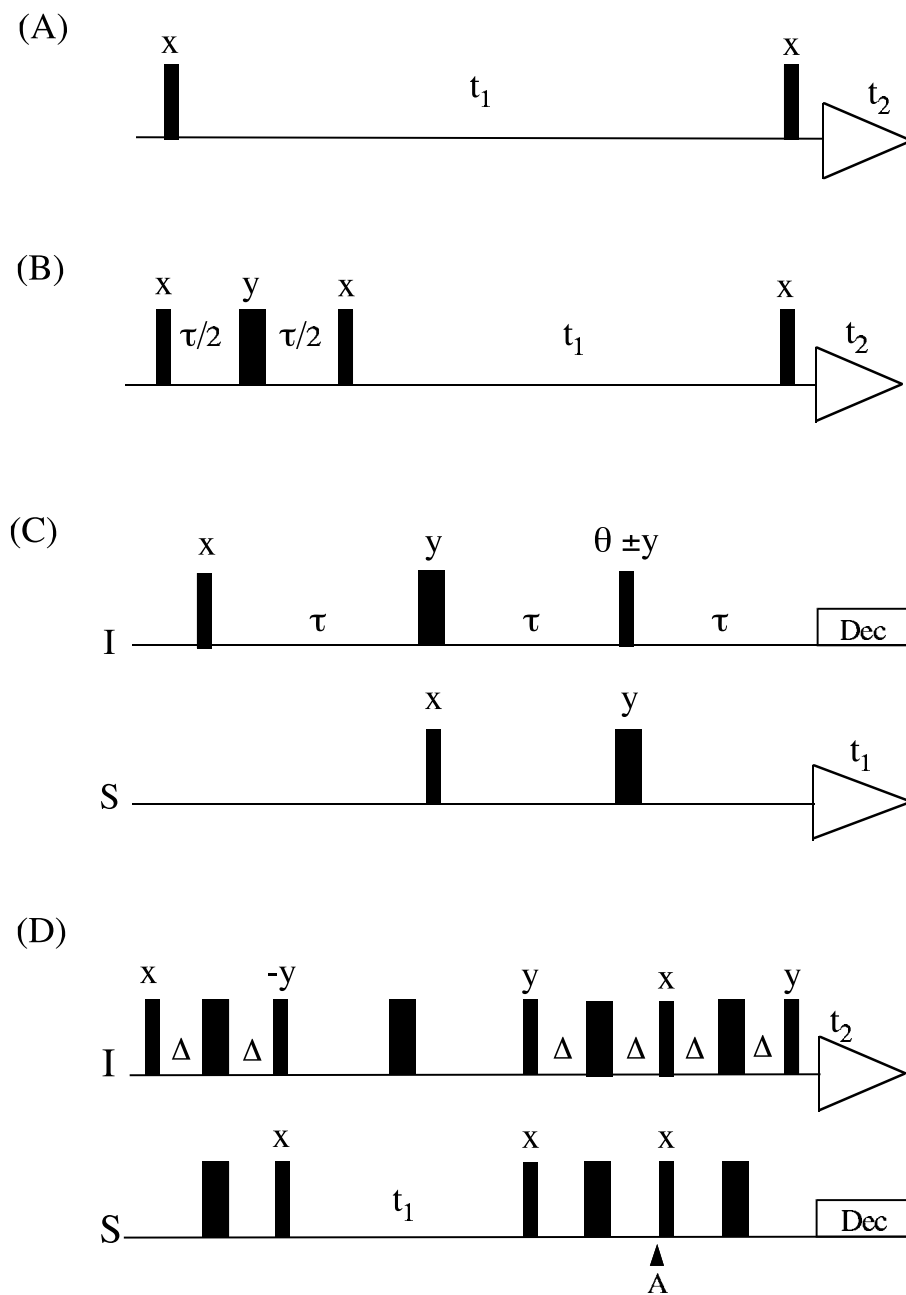 (A)
x x
t1 t2
(B)
x y x x
τ/2 τ/2 t1 t2
(C)
x y θ ±y
I τ τ τ Dec
x y
S t1
(D)
x -y y x y
I Δ Δ Δ Δ Δ Δ t2
x x x
S t1 Dec
A